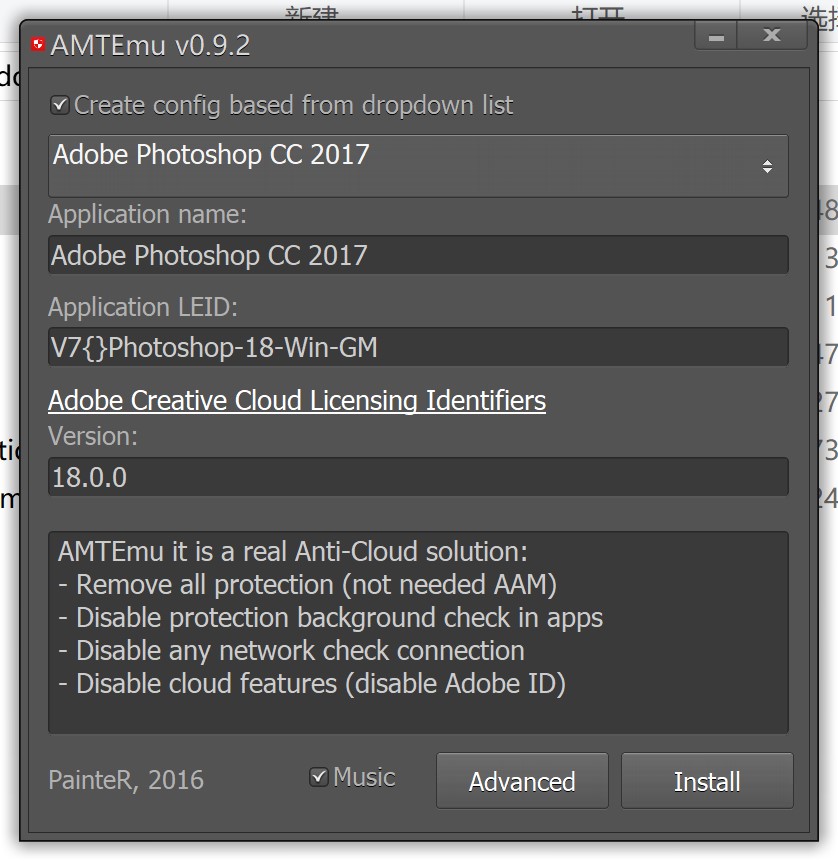 新建
打开
选择
AMTEmu v0.9.2
Create config based from dropdown list
Adobe Photoshop CC 2017
Application name:
Adobe Photoshop CC 2017
Application LEID:
V7{}Photoshop-18-Win-GM
Adobe Creative Cloud Licensing Identifiers
Version:
18.0.0
AMTEmu it is a real Anti-Cloud solution:
- Remove all protection (not needed AAM)
- Disable protection background check in apps
- Disable any network check connection
- Disable cloud features (disable Adobe ID)
PainteR, 2016
Music
Advanced
Install